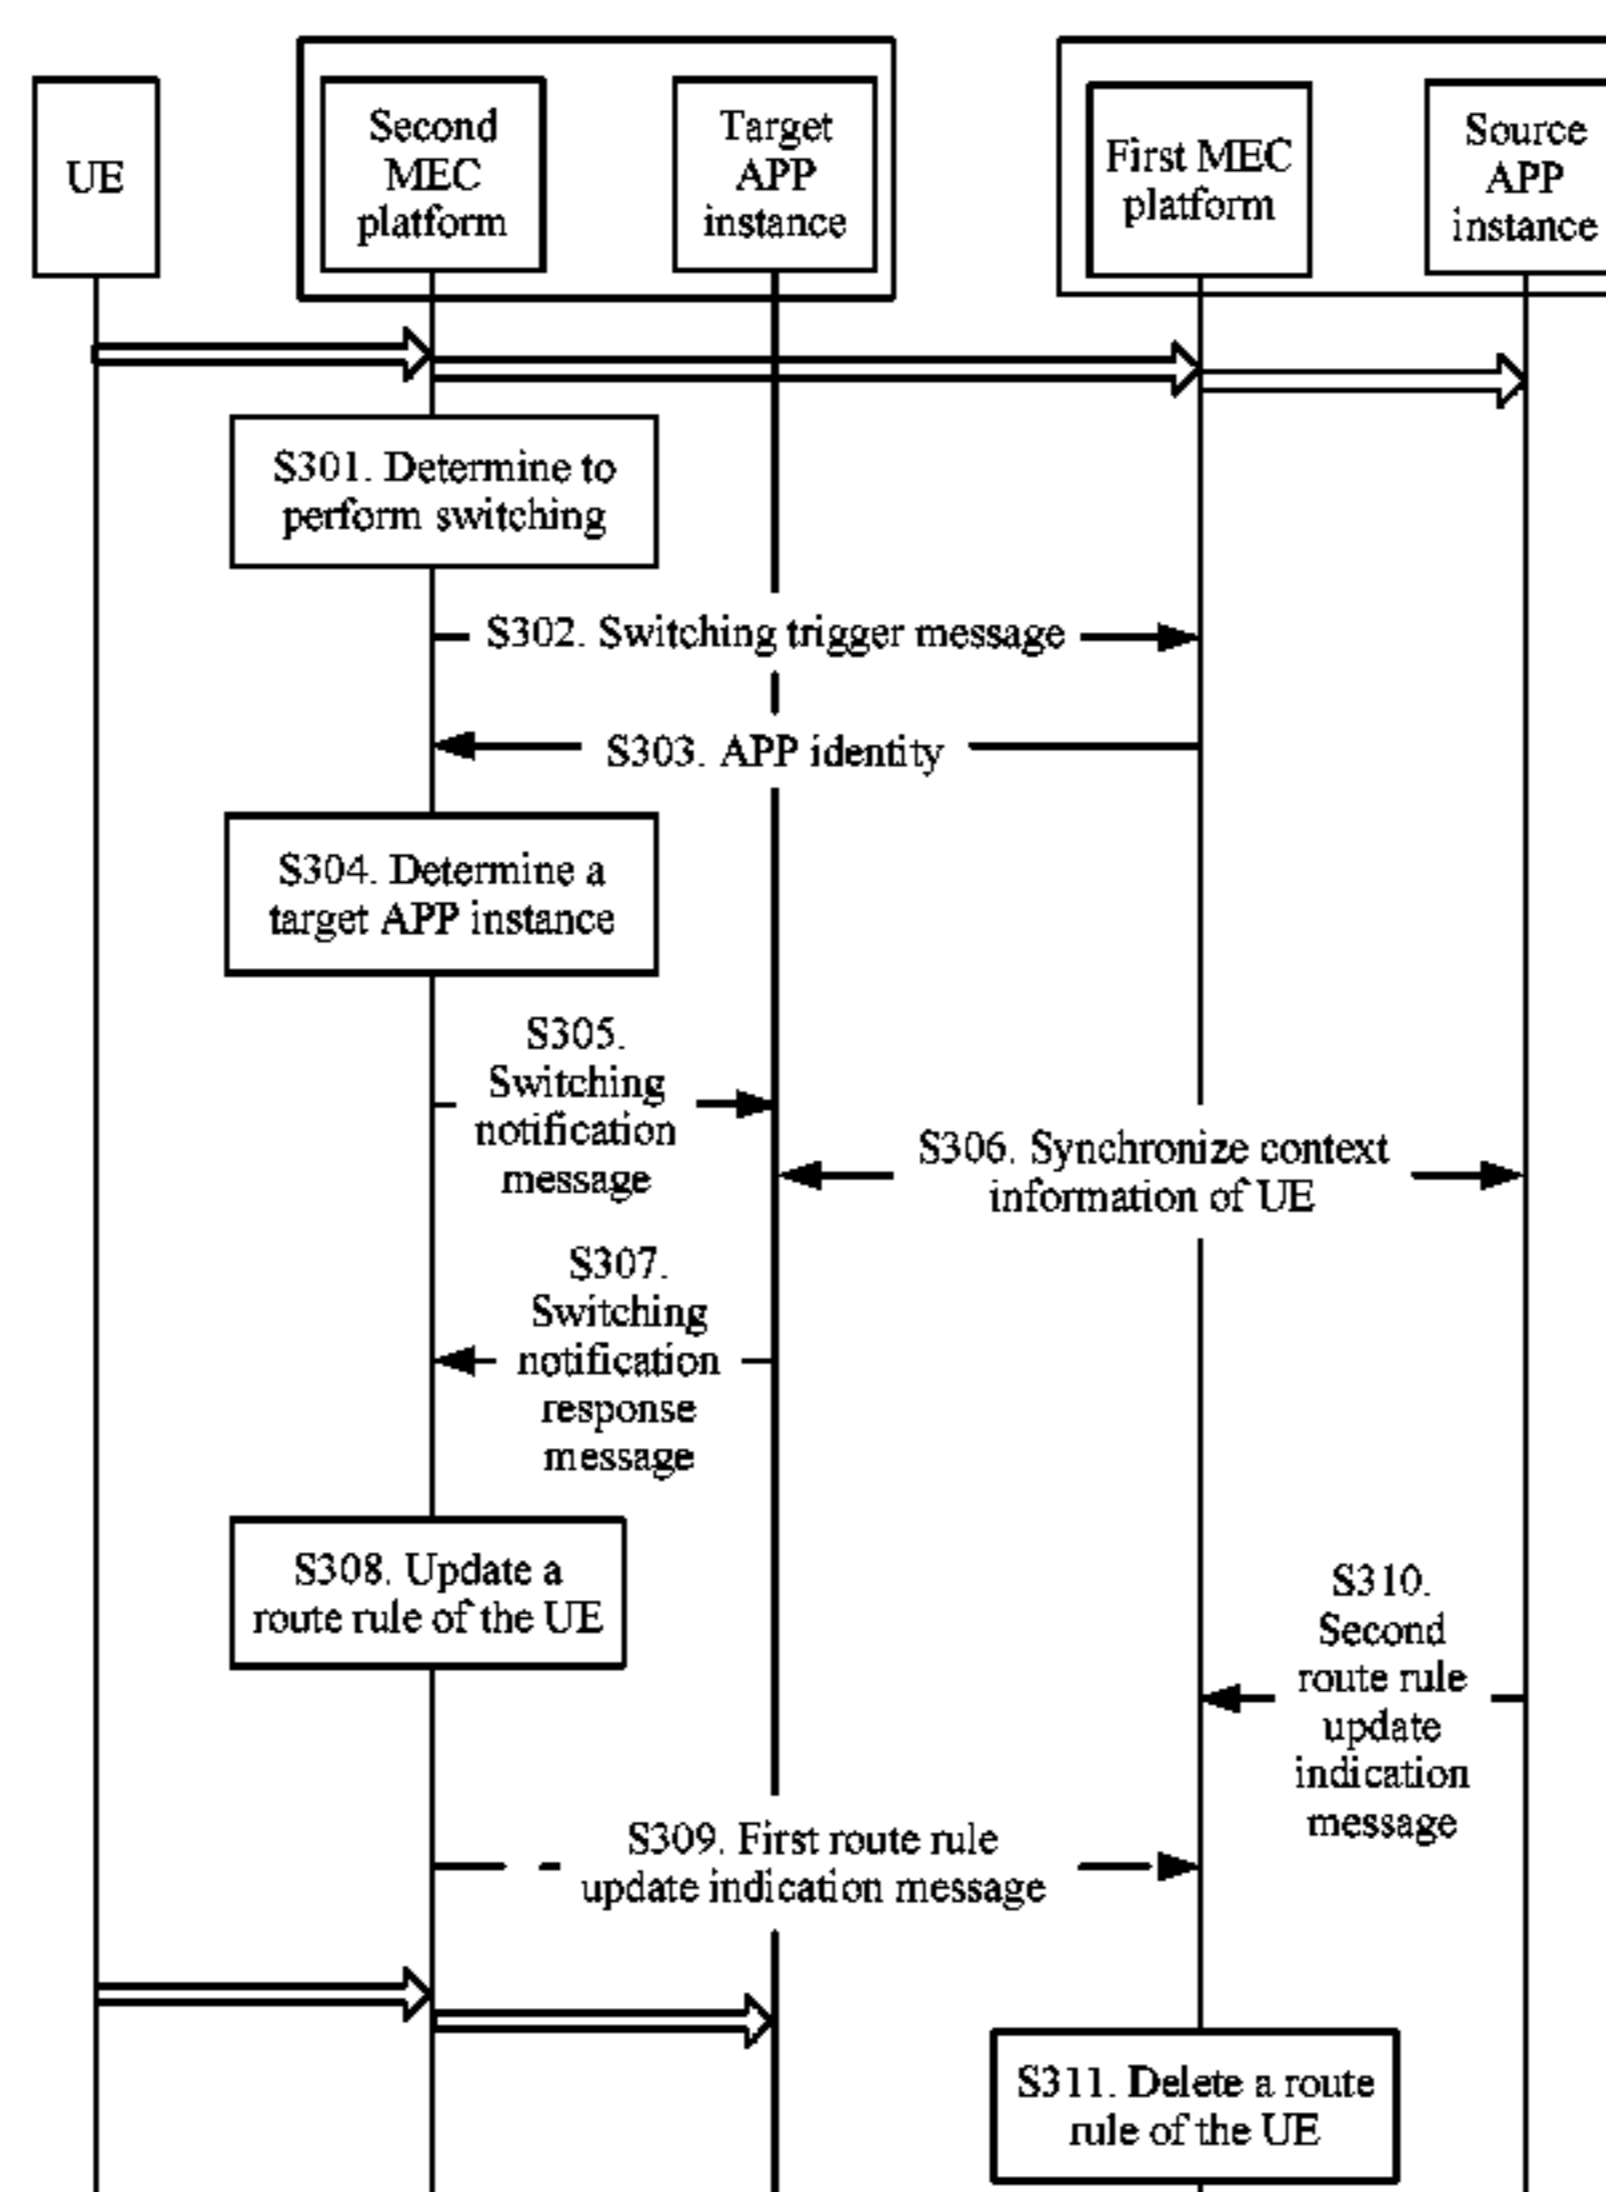 UE
Second
MEC
platform
Target
APP
instance
First MEC
platform
Source
APP
instance
S301. Determine to
perform switching
S302. Switching trigger message
S303. APP identity
S304. Determine a
target APP instance
S305.
Switching
notification
message
S306. Synchronize context
information of UE
S307.
Switching
notification
response
message
S308. Update a
route rule of the UE
S310.
Second
route rule
update
indication
message
S309. First route rule
update indication message
S311. Delete a route
rule of the UE